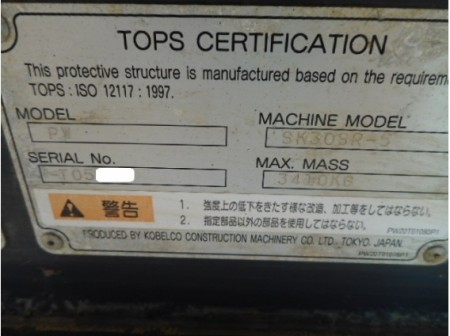 TOPS CERTIFICATION
This protective structure is manufactured based on the requirem
TOPS : ISO 12117 : 1997.
MODEL
PW
MACHINE MODEL
SK30SR-5
SERIAL No.
MAX. MASS
警告
1. 強度上の低下をきたす様な改造、加工等をしてはならない。
2. 指定部品以外の部品を使用してはならない。
PRODUCED BY KOBELCO CONSTRUCTION MACHINERY CO. LTD., TOKYO, JAPAN.